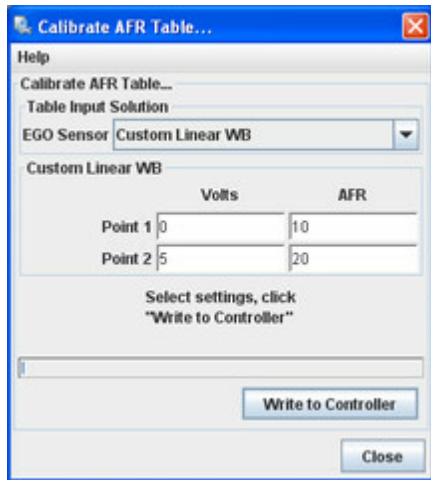 Calibrate AFR Table...
Help
Calibrate AFR Table...
Table Input Solution
EGO Sensor Custom Linear WB
Custom Linear WB
Volts AFR
Point 1 0 10
Point 2 5 20
Select settings, click
"Write to Controller"
Write to Controller
Close